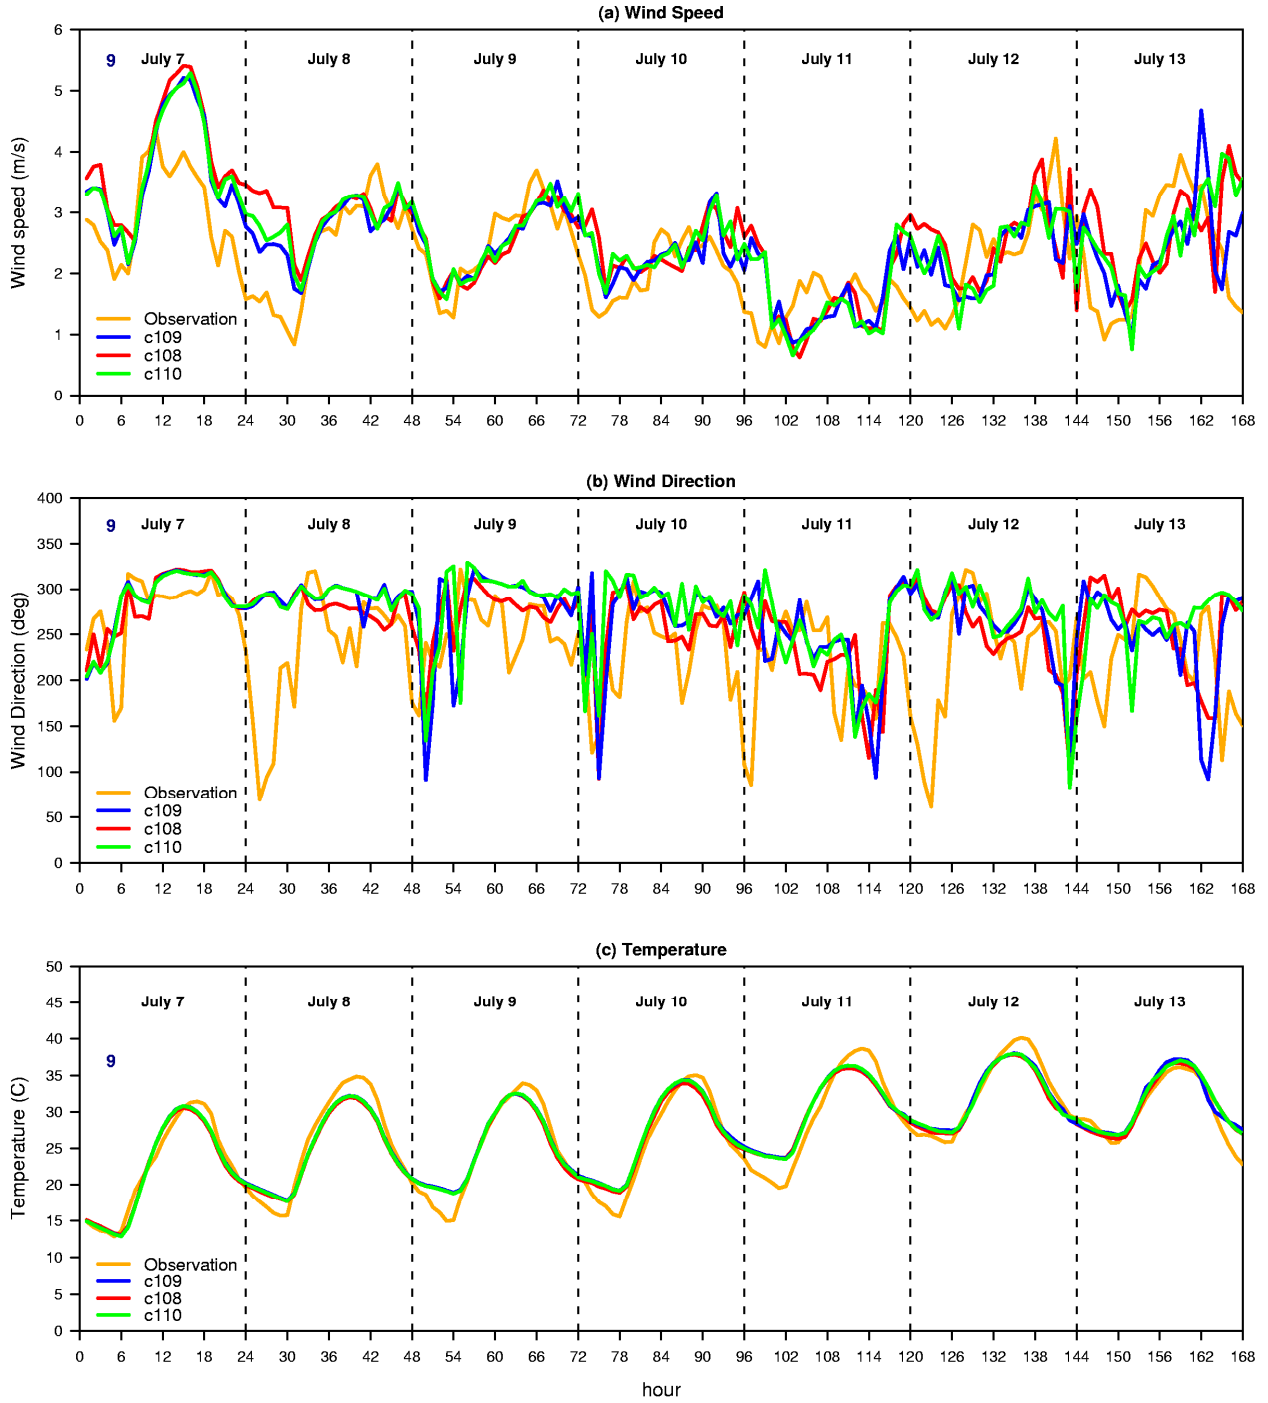 (a) Wind Speed
6
5
4
3
2
1
0
Wind speed (m/s)
9
July 7
July 8
July 9
July 10
July 11
July 12
July 13
Observation
c109
c108
c110
0 6 12 18 24 30 36 42 48 54 60 66 72 78 84 90 96 102 108 114 120 126 132 138 144 150 156 162 168
(b) Wind Direction
400
350
300
250
200
150
100
50
0
Wind Direction (deg)
9
July 7
July 8
July 9
July 10
July 11
July 12
July 13
Observation
c109
c108
c110
0 6 12 18 24 30 36 42 48 54 60 66 72 78 84 90 96 102 108 114 120 126 132 138 144 150 156 162 168
(c) Temperature
50
45
40
35
30
25
20
15
10
5
0
Temperature (C)
July 7
July 8
July 9
July 10
July 11
July 12
July 13
9
Observation
c109
c108
c110
0 6 12 18 24 30 36 42 48 54 60 66 72 78 84 90 96 102 108 114 120 126 132 138 144 150 156 162 168
hour